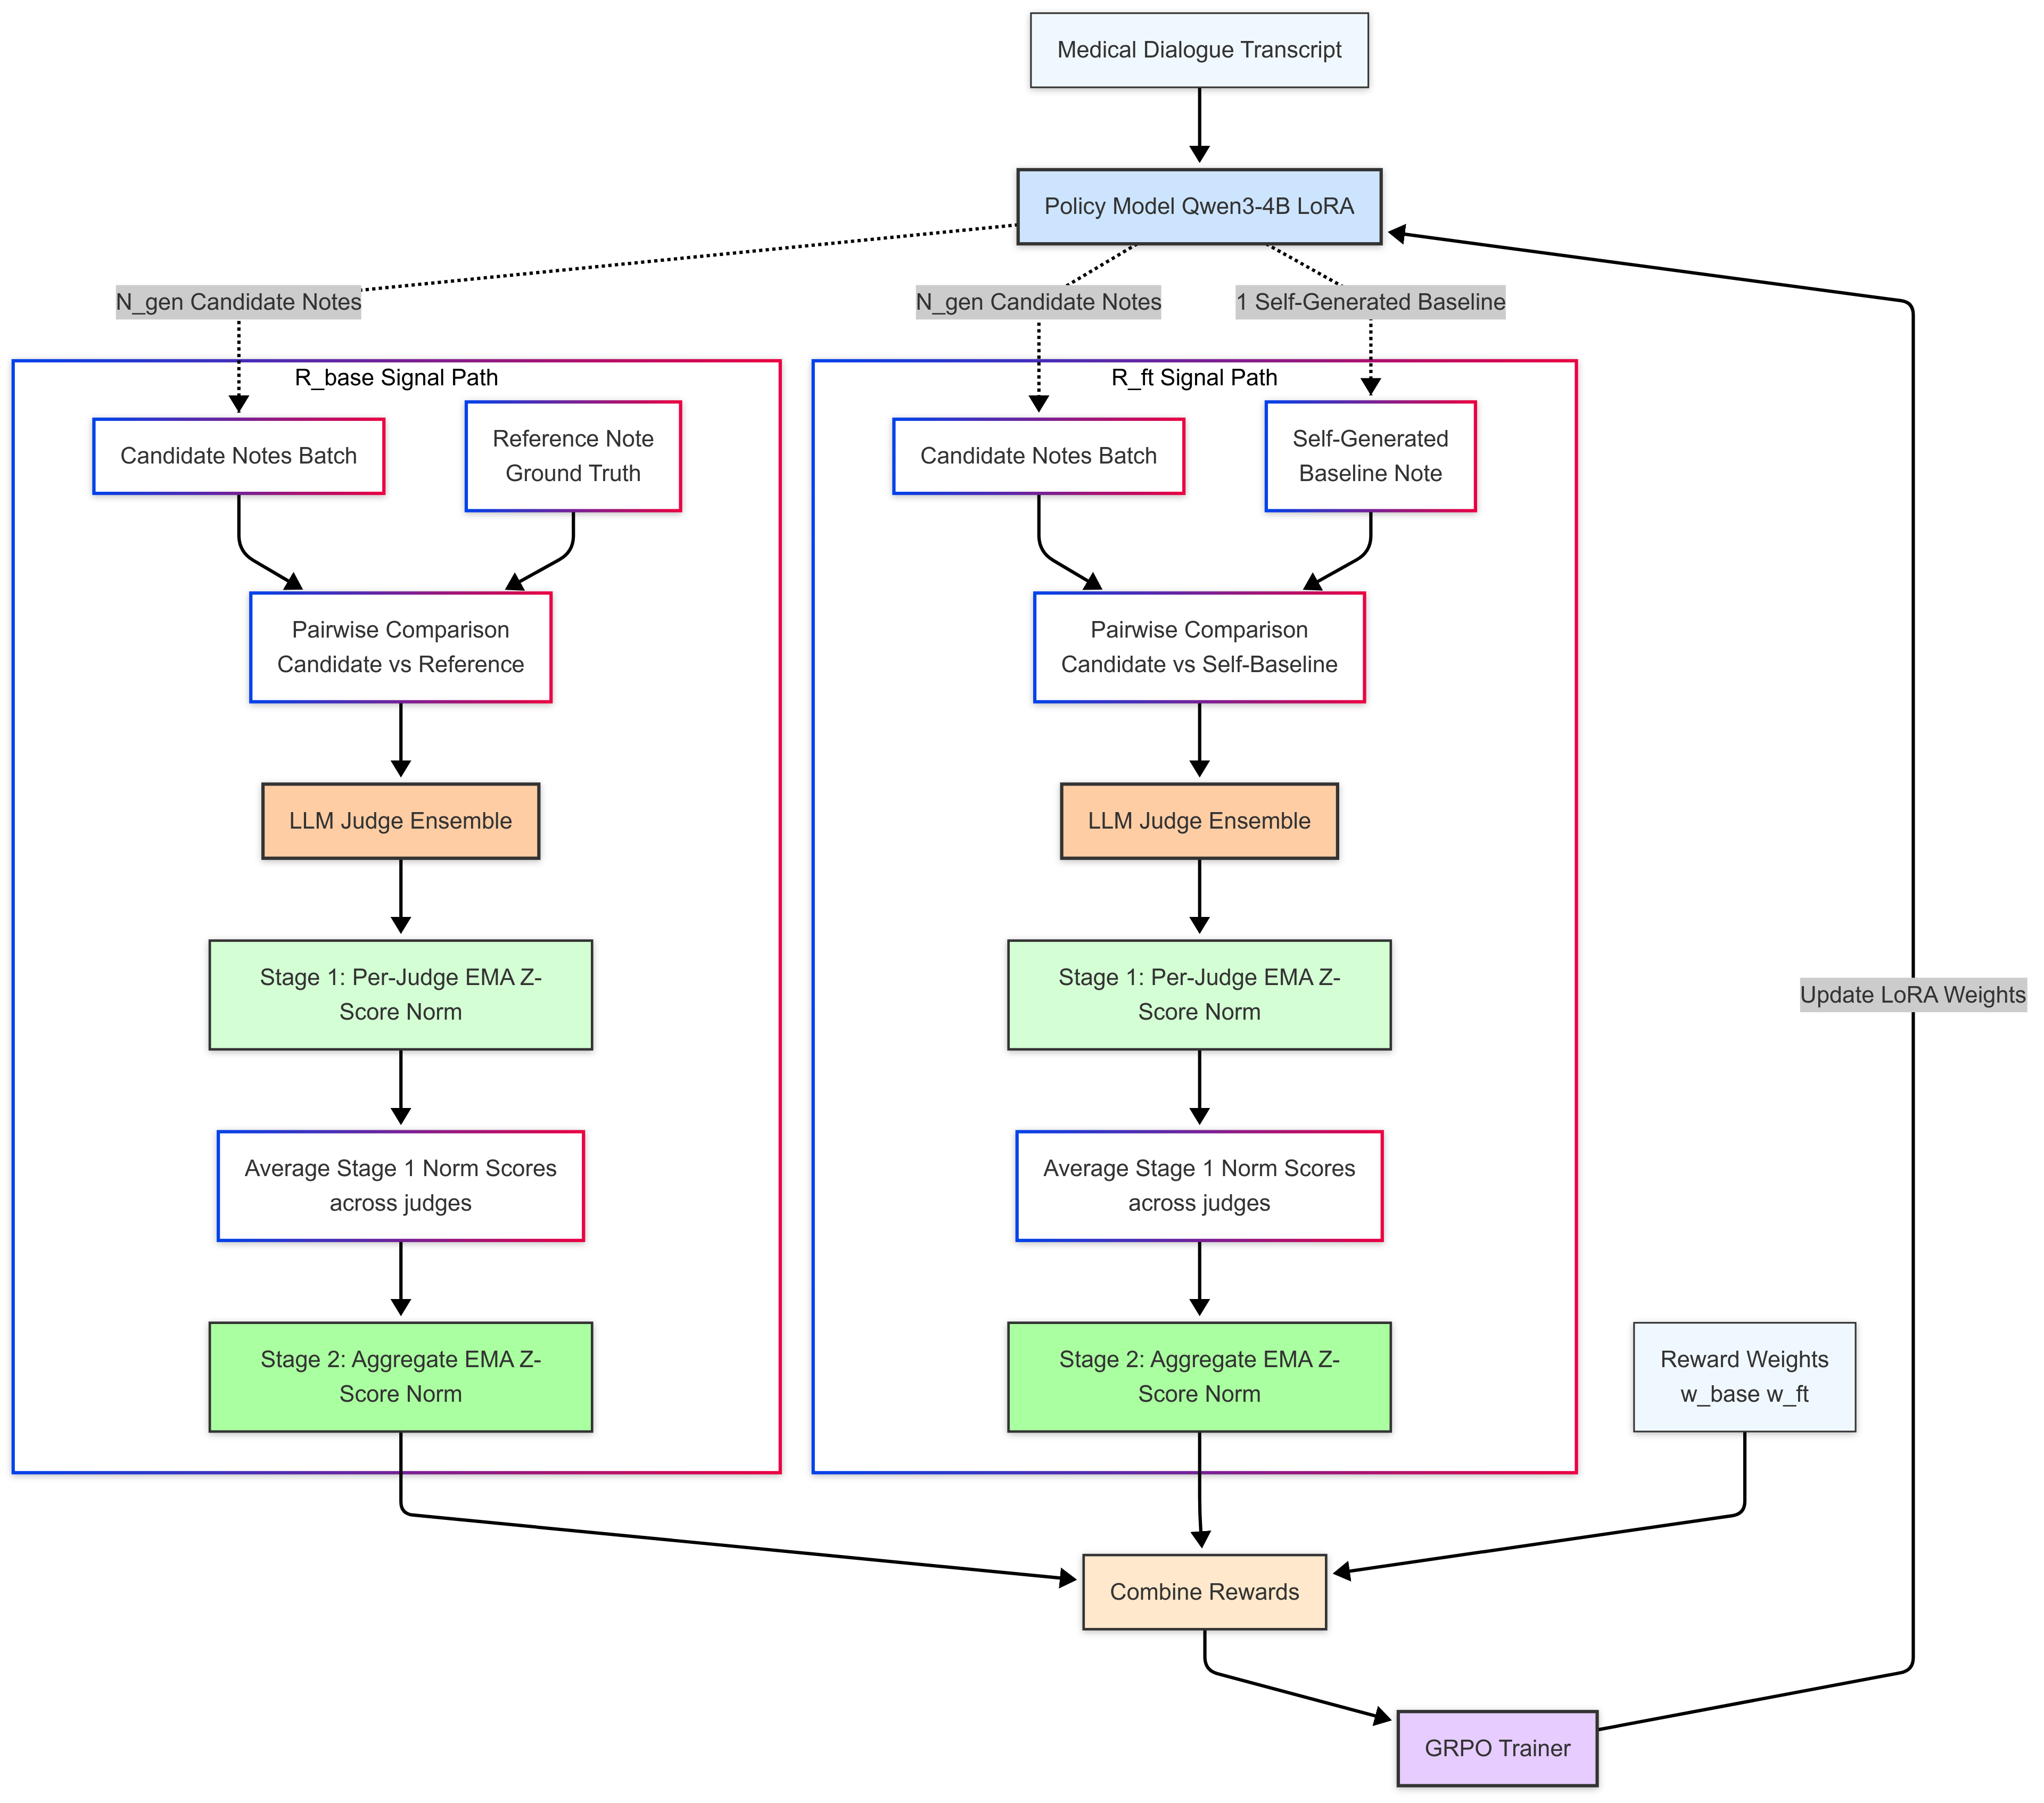 Medical Dialogue Transcript
Policy Model Qwen3-4B LoRA
N_gen Candidate Notes
N_gen Candidate Notes
1 Self-Generated Baseline
R_base Signal Path
Candidate Notes Batch
Reference Note
Ground Truth
Pairwise Comparison
Candidate vs Reference
LLM Judge Ensemble
Stage 1: Per-Judge EMA Z-
Score Norm
Average Stage 1 Norm Scores
across judges
Stage 2: Aggregate EMA Z-
Score Norm
R_ft Signal Path
Candidate Notes Batch
Self-Generated
Baseline Note
Pairwise Comparison
Candidate vs Self-Baseline
LLM Judge Ensemble
Stage 1: Per-Judge EMA Z-
Score Norm
Average Stage 1 Norm Scores
across judges
Stage 2: Aggregate EMA Z-
Score Norm
Update LoRA Weights
Reward Weights
w_base w_ft
Combine Rewards
GRPO Trainer